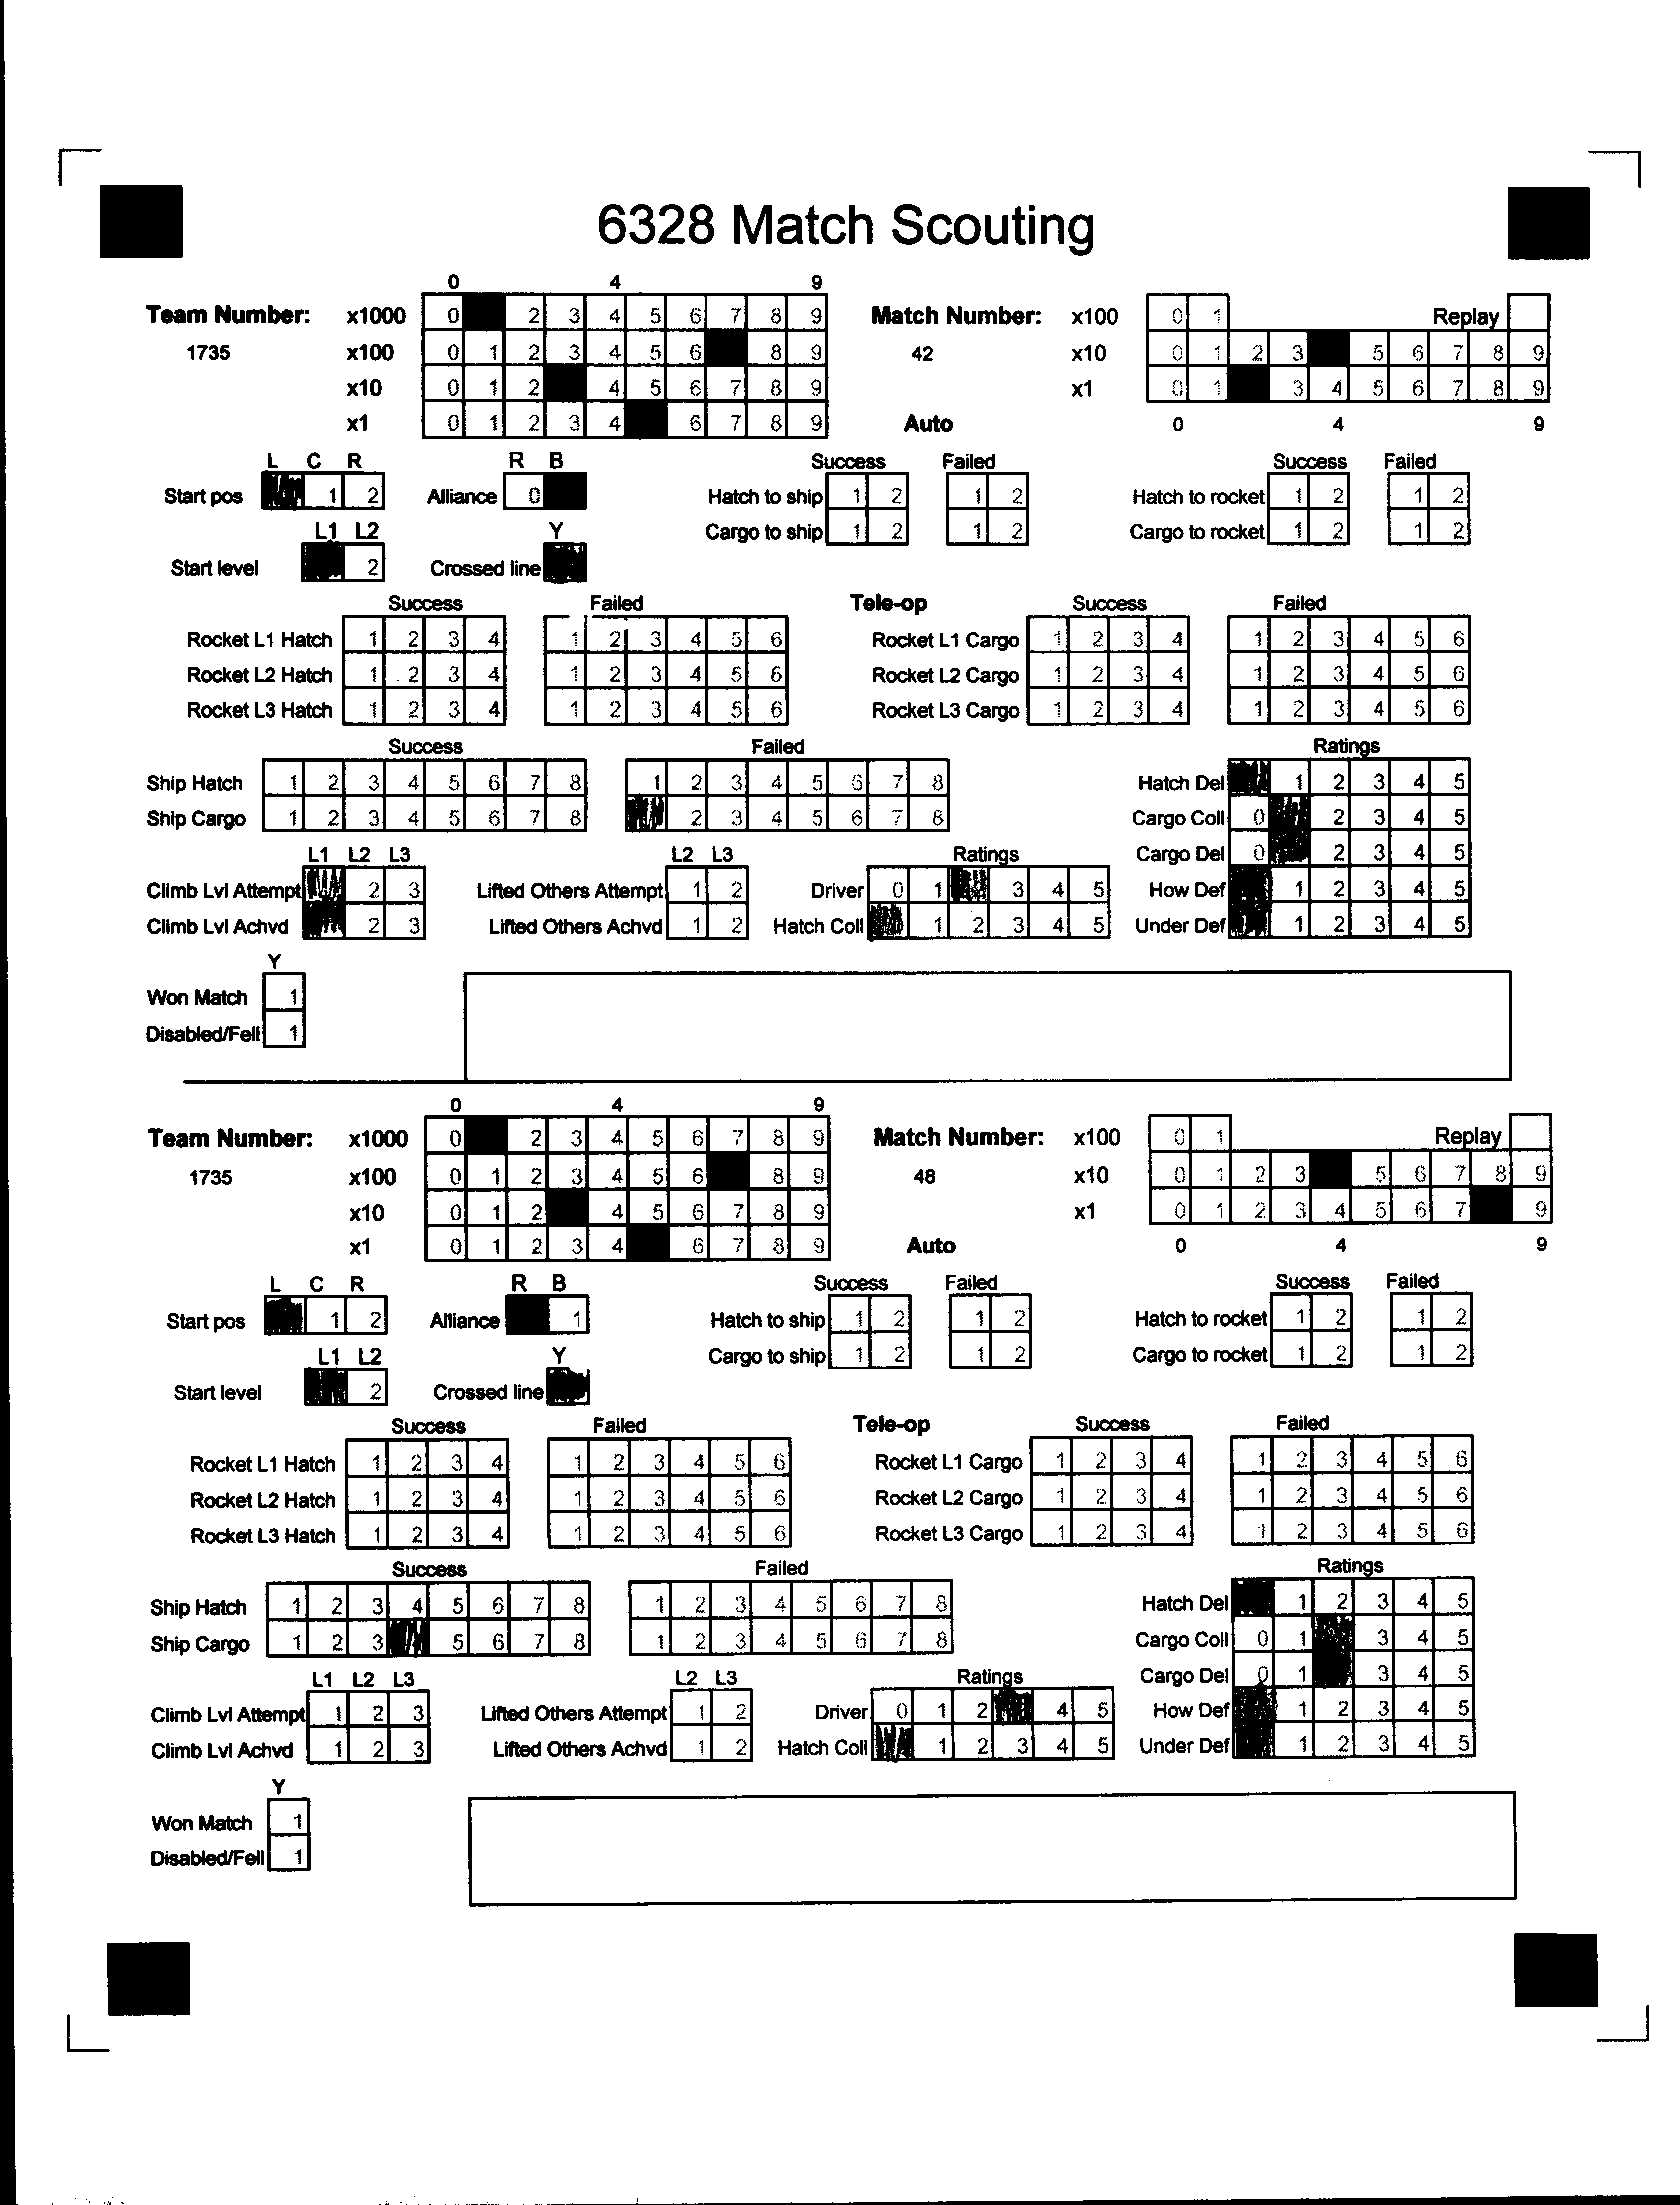 6328 Match Scouting
0 4 9
Team Number: x1000 0 2 3 4 5 6 7 8 9 Match Number: x100 0 1 Replay
1735 x100 0 1 2 3 4 5 6 8 9 42 x10 0 1 2 3 5 6 7 8 9
x10 0 1 2 4 5 6 7 8 9 x1 0 1 3 4 5 6 7 8 9
x1 0 1 2 3 4 6 7 8 9 Auto 0 4 9
L C R R B Success Failed Success Failed
Start pos 1 2 Alliance 0 Hatch to ship 1 2 1 2 Hatch to rocket 1 2 1 2
L1 L2 Y Cargo to ship 1 2 1 2 Cargo to rocket 1 2 1 2
Start level 2 Crossed line
Success Failed Tele-op Success Failed
Rocket L1 Hatch 1 2 3 4 1 2 3 4 5 6 Rocket L1 Cargo 1 2 3 4 1 2 3 4 5 6
Rocket L2 Hatch 1 2 3 4 1 2 3 4 5 6 Rocket L2 Cargo 1 2 3 4 1 2 3 4 5 6
Rocket L3 Hatch 1 2 3 4 1 2 3 4 5 6 Rocket L3 Cargo 1 2 3 4 1 2 3 4 5 6
Success Failed Ratings
Ship Hatch 1 2 3 4 5 6 7 8 1 2 3 4 5 6 7 8 Hatch Del 1 2 3 4 5
Ship Cargo 1 2 3 4 5 6 7 8 2 3 4 5 6 7 8 Cargo Coll 0 2 3 4 5
L1 L2 L3 L2 L3 Ratings Cargo Del 0 2 3 4 5
Climb Lvl Attempt 2 3 Lifted Others Attempt 1 2 Driver 0 1 3 4 5 How Def 1 2 3 4 5
Climb Lvl Achvd 2 3 Lifted Others Achvd 1 2 Hatch Coll 1 2 3 4 5 Under Def 1 2 3 4 5
Y
Won Match 1
Disabled/Fell 1
0 4 9
Team Number: x1000 0 2 3 4 5 6 7 8 9 Match Number: x100 0 1 Replay
1735 x100 0 1 2 3 4 5 6 8 9 48 x10 0 1 2 3 5 6 7 8 9
x10 0 1 2 4 5 6 7 8 9 x1 0 1 2 3 4 5 6 7 9
x1 0 1 2 3 4 6 7 8 9 Auto 0 4 9
L C R R B Success Failed Success Failed
Start pos 1 2 Alliance 1 Hatch to ship 1 2 1 2 Hatch to rocket 1 2 1 2
L1 L2 Y Cargo to ship 1 2 1 2 Cargo to rocket 1 2 1 2
Start level 2 Crossed line
Success Failed Tele-op Success Failed
Rocket L1 Hatch 1 2 3 4 1 2 3 4 5 6 Rocket L1 Cargo 1 2 3 4 1 2 3 4 5 6
Rocket L2 Hatch 1 2 3 4 1 2 3 4 5 6 Rocket L2 Cargo 1 2 3 4 1 2 3 4 5 6
Rocket L3 Hatch 1 2 3 4 1 2 3 4 5 6 Rocket L3 Cargo 1 2 3 4 1 2 3 4 5 6
Success Failed Ratings
Ship Hatch 1 2 3 4 5 6 7 8 1 2 3 4 5 6 7 8 Hatch Del 1 2 3 4 5
Ship Cargo 1 2 3 5 6 7 8 1 2 3 4 5 6 7 8 Cargo Coll 0 1 3 4 5
L1 L2 L3 L2 L3 Ratings Cargo Del 0 1 3 4 5
Climb Lvl Attempt 1 2 3 Lifted Others Attempt 1 2 Driver 0 1 2 4 5 How Def 1 2 3 4 5
Climb Lvl Achvd 1 2 3 Lifted Others Achvd 1 2 Hatch Coll 1 2 3 4 5 Under Def 1 2 3 4 5
Y
Won Match 1
Disabled/Fell 1